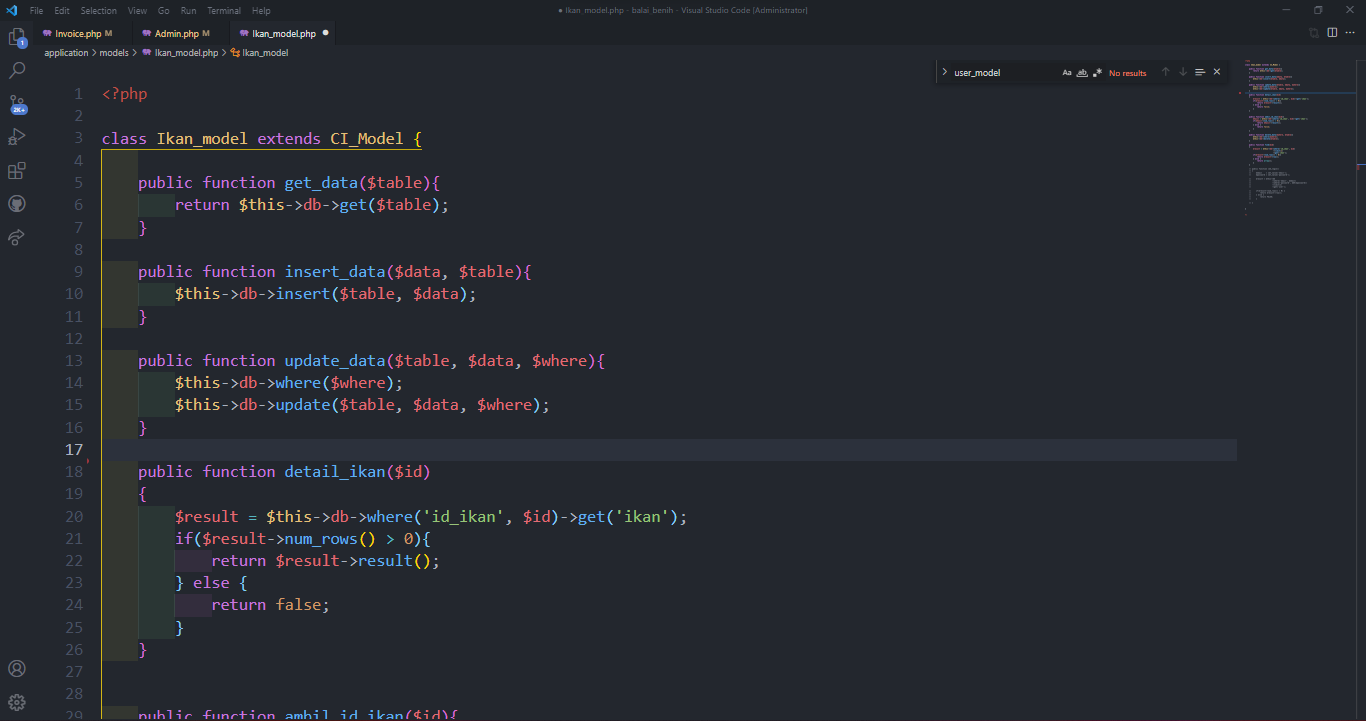 File Edit Selection View Go Run Terminal Help
● Ikan_model.php - balai_benih - Visual Studio Code [Administrator]
Invoice.php M
Admin.php M
Ikan_model.php ●
application > models > Ikan_model.php > Ikan_model
user_model
Aa ab .*
No results
1
2K+
1 <?php
2
3 class Ikan_model extends CI_Model {
4
5 public function get_data($table){
6 return $this->db->get($table);
7 }
8
9 public function insert_data($data, $table){
10 $this->db->insert($table, $data);
11 }
12
13 public function update_data($table, $data, $where){
14 $this->db->where($where);
15 $this->db->update($table, $data, $where);
16 }
17
18 public function detail_ikan($id)
19 {
20 $result = $this->db->where('id_ikan', $id)->get('ikan');
21 if($result->num_rows() > 0){
22 return $result->result();
23 } else {
24 return false;
25 }
26 }
27
28
29 public function ambil_id_ikan($id){